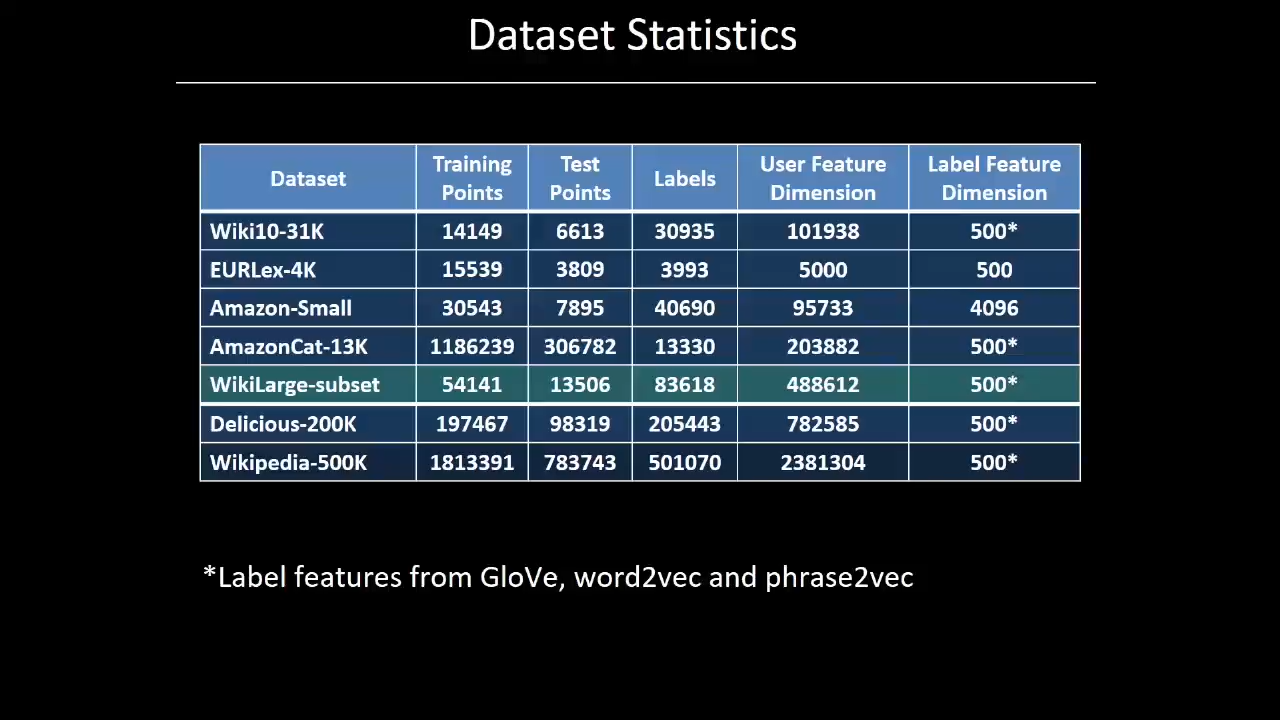 Dataset Statistics
Dataset Training Points Test Points Labels User Feature Dimension Label Feature Dimension
Wiki10-31K 14149 6613 30935 101938 500*
EURLex-4K 15539 3809 3993 5000 500
Amazon-Small 30543 7895 40690 95733 4096
AmazonCat-13K 1186239 306782 13330 203882 500*
WikiLarge-subset 54141 13506 83618 488612 500*
Delicious-200K 197467 98319 205443 782585 500*
Wikipedia-500K 1813391 783743 501070 2381304 500*
*Label features from GloVe, word2vec and phrase2vec